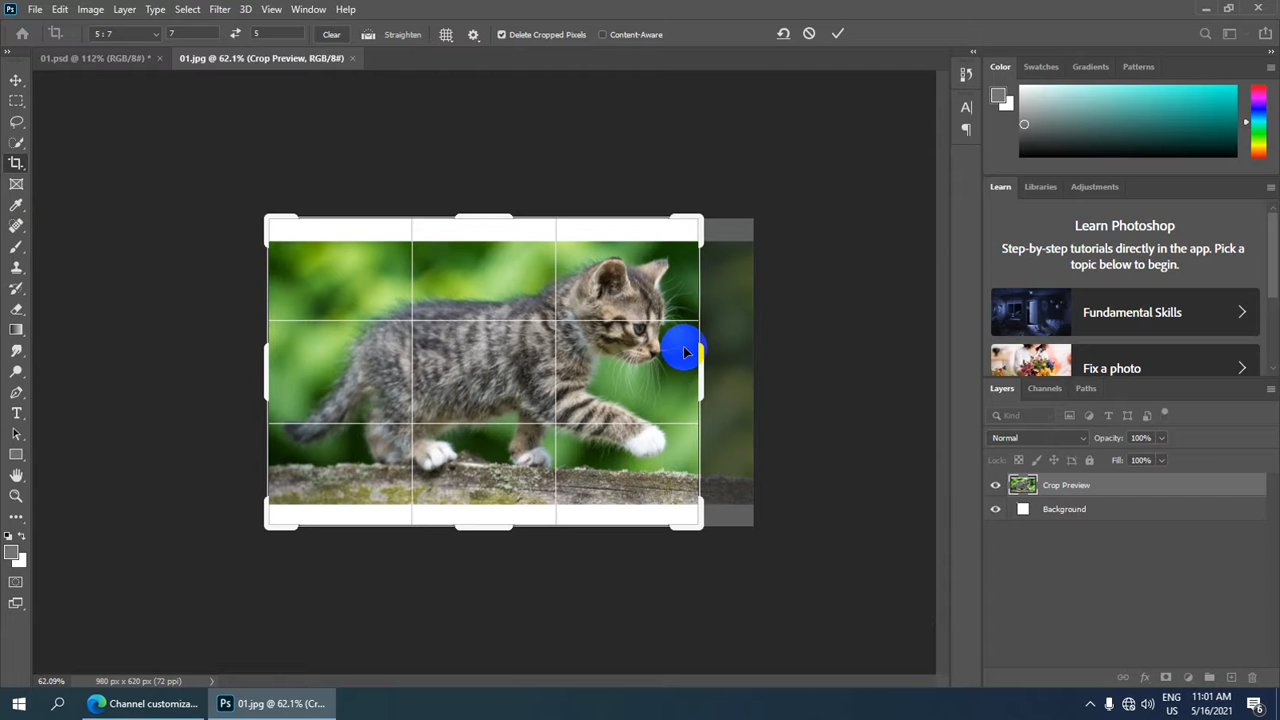 Ps File Edit Image Layer Type Select Filter 3D View Window Help
5 : 7 7 5 Clear Straighten Delete Cropped Pixels Content-Aware
01.psd @ 112% (RGB/8#) * × 01.jpg @ 62.1% (Crop Preview, RGB/8#) ×
Color Swatches Gradients Patterns
Learn Libraries Adjustments
Learn Photoshop
Step-by-step tutorials directly in the app. Pick a
topic below to begin.
Fundamental Skills
Fix a photo
Layers Channels Paths
Kind
Normal Opacity: 100%
Lock: Fill: 100%
Crop Preview
Background
62.09% 980 px x 620 px (72 ppi)
Channel customiza...
Ps 01.jpg @ 62.1% (Cr...
ENG
US
11:01 AM
5/16/2021
6